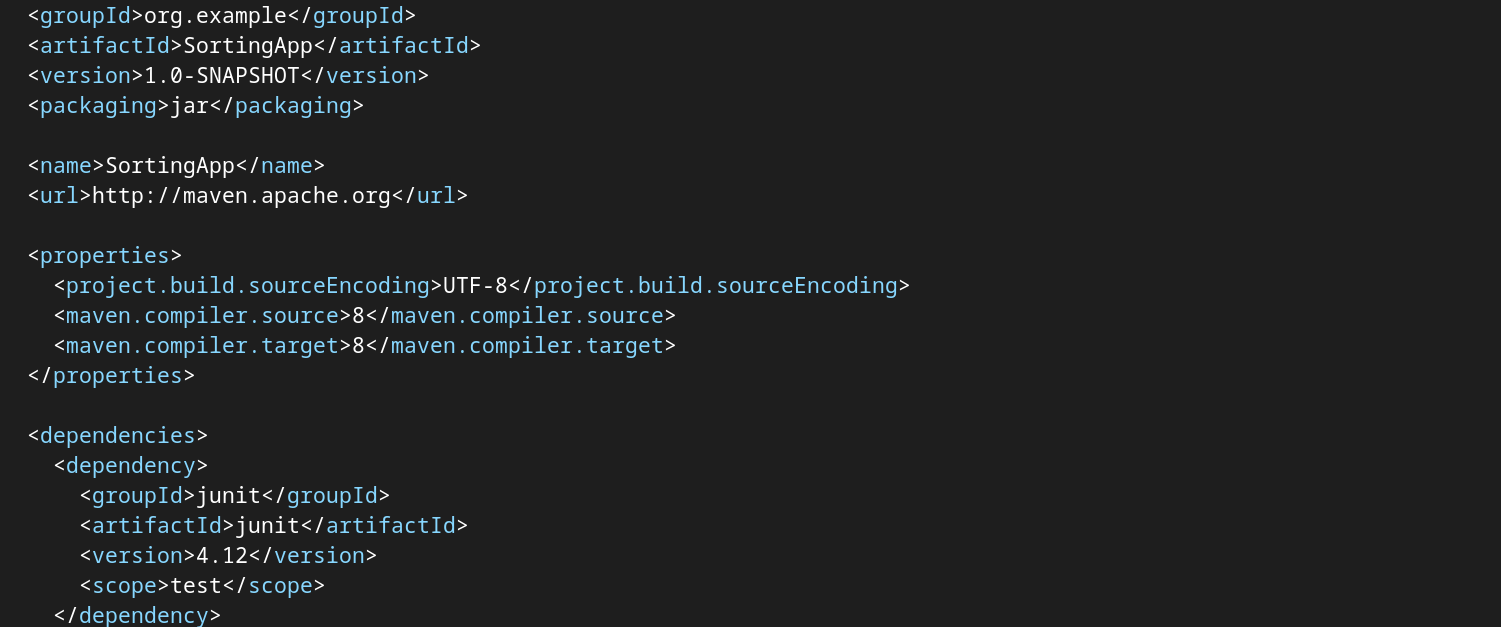 <groupId>org.example</groupId>
<artifactId>SortingApp</artifactId>
<version>1.0-SNAPSHOT</version>
<packaging>jar</packaging>
<name>SortingApp</name>
<url>http://maven.apache.org</url>
<properties>
<project.build.sourceEncoding>UTF-8</project.build.sourceEncoding>
<maven.compiler.source>8</maven.compiler.source>
<maven.compiler.target>8</maven.compiler.target>
</properties>
<dependencies>
<dependency>
<groupId>junit</groupId>
<artifactId>junit</artifactId>
<version>4.12</version>
<scope>test</scope>
</dependency>